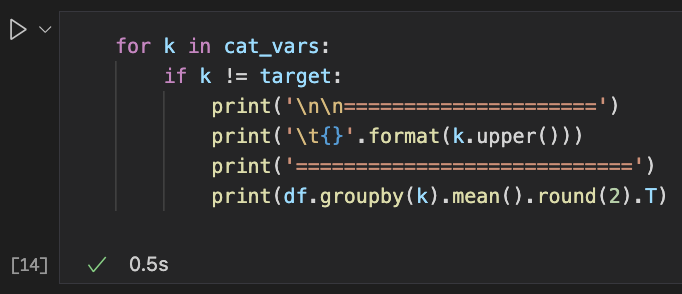 for k in cat_vars:
    if k != target:
        print('\n\n=====================')
        print('\t{}'.format(k.upper()))
        print('============================')
        print(df.groupby(k).mean().round(2).T)
[14] ✓ 0.5s